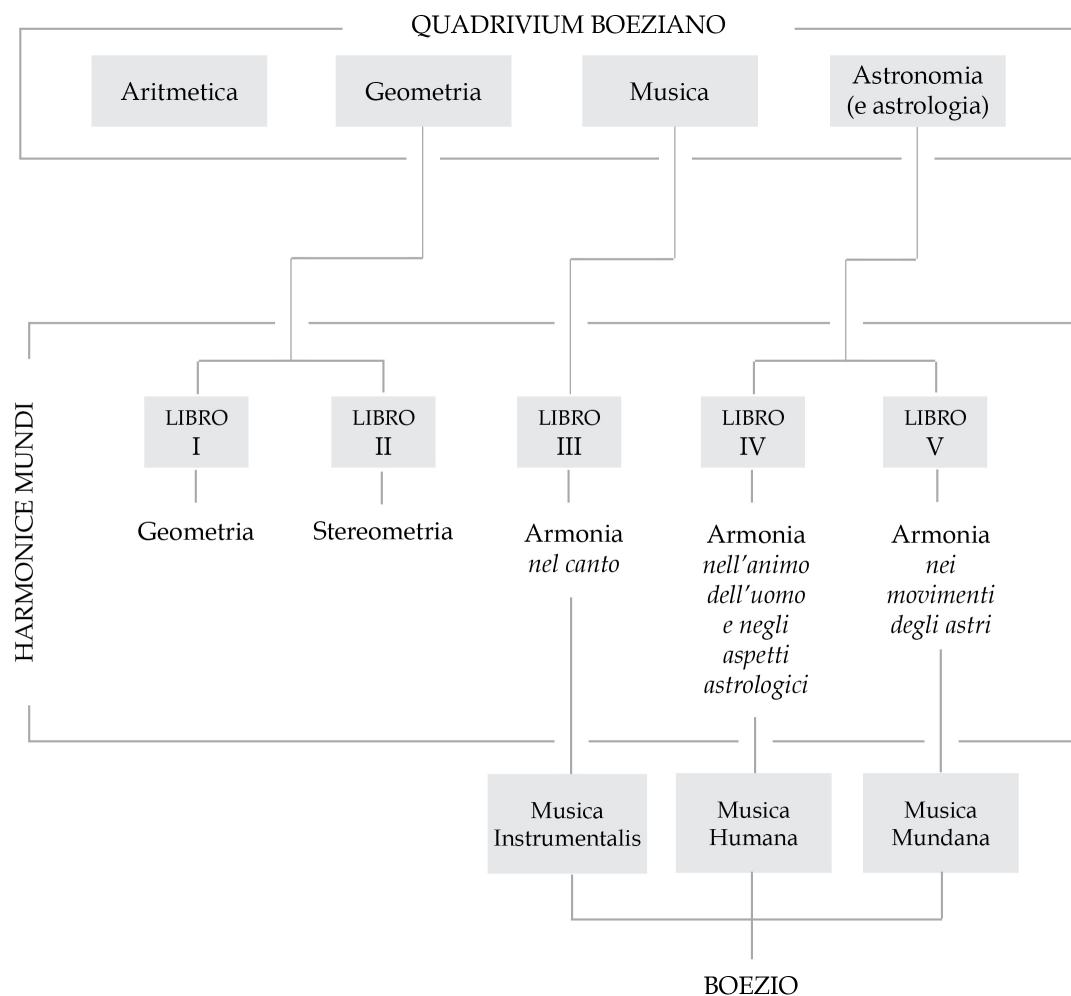 QUADRIVIUM BOEZIANO
Aritmetica
Geometria
Musica
Astronomia
(e astrologia)
HARMONICE MUNDI
LIBRO
I
LIBRO
II
LIBRO
III
LIBRO
IV
LIBRO
V
Geometria
Stereometria
Armonia
nel canto
Armonia
nell'animo
dell'uomo
e negli
aspetti
astrologici
Armonia
nei
movimenti
degli astri
Musica
Instrumentalis
Musica
Humana
Musica
Mundana
BOEZIO